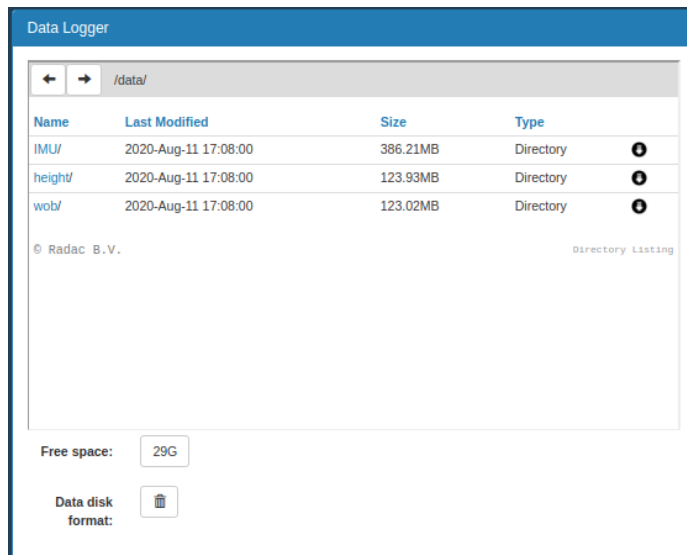 Data Logger
/data/
Name Last Modified Size Type
IMU/ 2020-Aug-11 17:08:00 386.21MB Directory
height/ 2020-Aug-11 17:08:00 123.93MB Directory
wob/ 2020-Aug-11 17:08:00 123.02MB Directory
© Radac B.V. Directory Listing
Free space: 29G
Data disk
format: